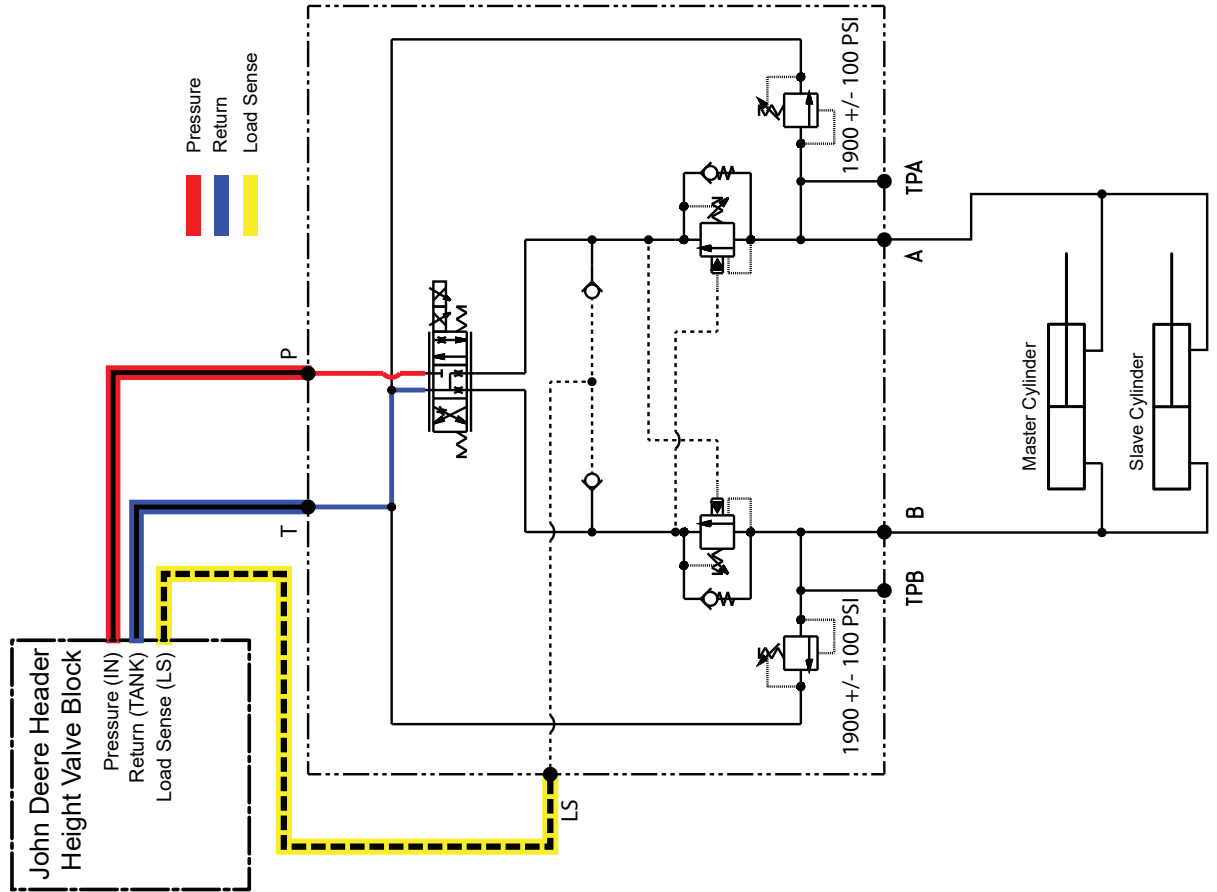 John Deere Header
Height Valve Block
Pressure (IN)
Return (TANK)
Load Sense (LS)
Pressure
Return
Load Sense
T
P
LS
1900 +/- 100 PSI
1900 +/- 100 PSI
TPB
B
A
TPA
Master Cylinder
Slave Cylinder